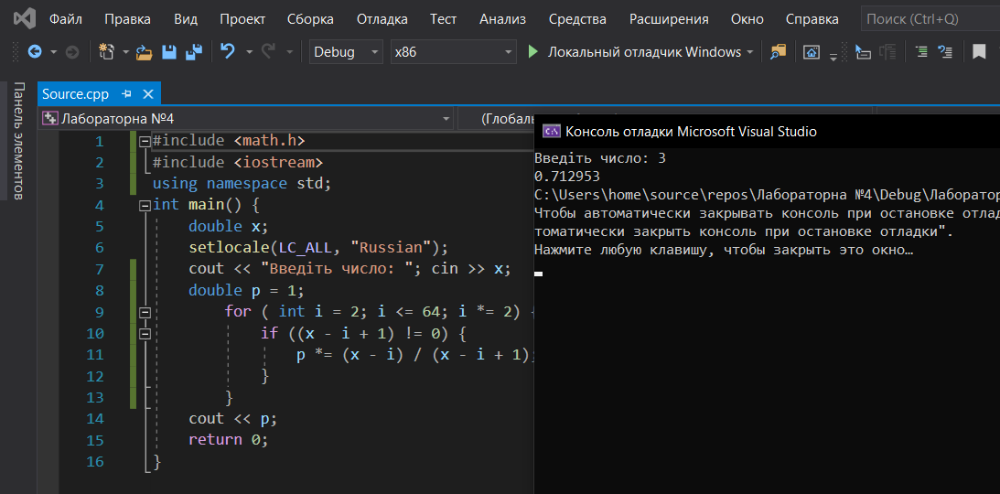 Файл Правка Вид Проект Сборка Отладка Тест Анализ Средства Расширения Окно Справка Поиск (Ctrl+Q)
Debug x86 Локальный отладчик Windows
Панель элементов
Source.cpp
Лабораторна №4 (Глобаль
1 #include <math.h>
2 #include <iostream>
3 using namespace std;
4 int main() {
5 double x;
6 setlocale(LC_ALL, "Russian");
7 cout << "Введіть число: "; cin >> x;
8 double p = 1;
9 for ( int i = 2; i <= 64; i *= 2) {
10 if ((x - i + 1) != 0) {
11 p *= (x - i) / (x - i + 1);
12 }
13 }
14 cout << p;
15 return 0;
16 }
Консоль отладки Microsoft Visual Studio
Введіть число: 3
0.712953
C:\Users\home\source\repos\Лабораторна №4\Debug\Лаборатор
Чтобы автоматически закрывать консоль при остановке отлад
томатически закрыть консоль при остановке отладки".
Нажмите любую клавишу, чтобы закрыть это окно…